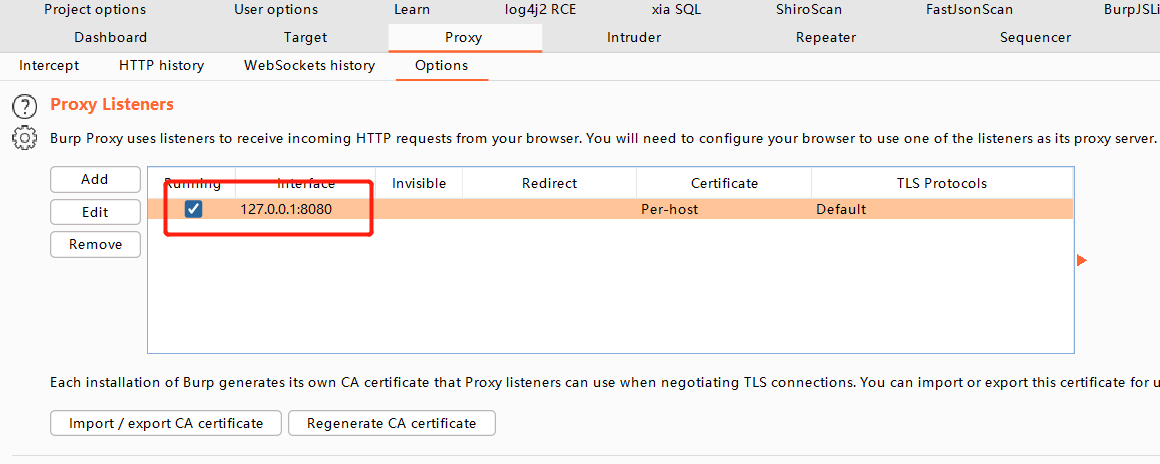 Project options User options Learn log4j2 RCE xia SQL ShiroScan FastJsonScan BurpJSLi
Dashboard Target Proxy Intruder Repeater Sequencer
Intercept HTTP history WebSockets history Options
Proxy Listeners
Burp Proxy uses listeners to receive incoming HTTP requests from your browser. You will need to configure your browser to use one of the listeners as its proxy server.
Add
Running Interface Invisible Redirect Certificate TLS Protocols
Edit
127.0.0.1:8080 Per-host Default
Remove
Each installation of Burp generates its own CA certificate that Proxy listeners can use when negotiating TLS connections. You can import or export this certificate for u
Import / export CA certificate Regenerate CA certificate